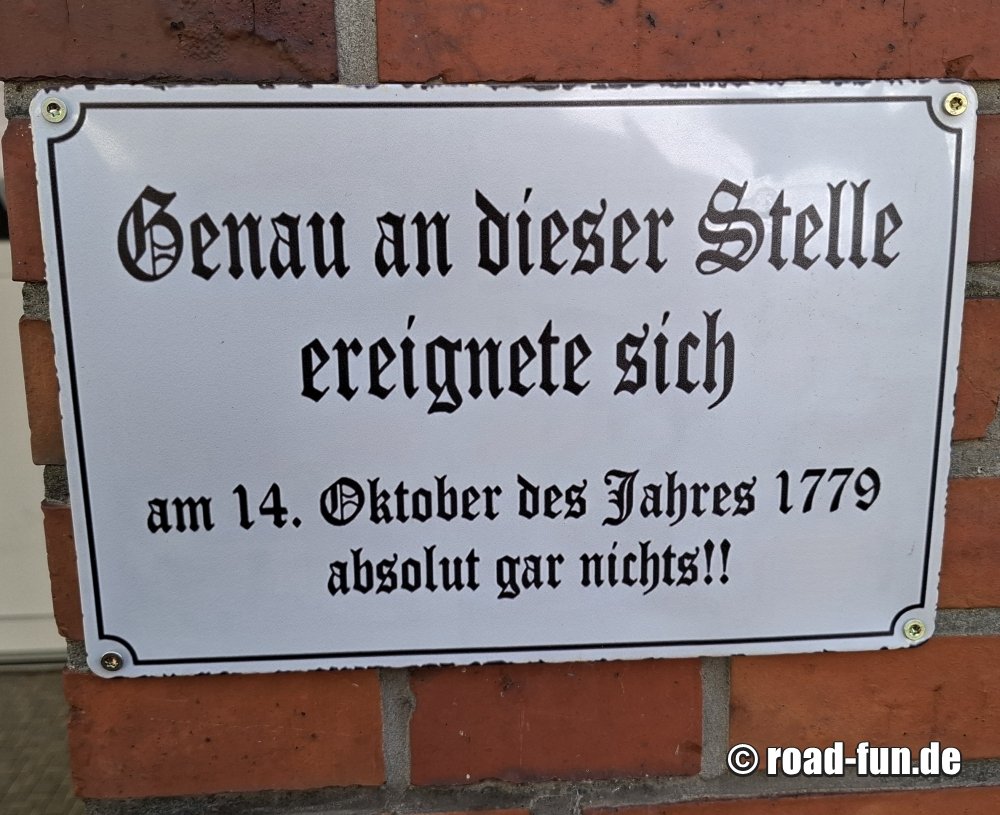 Genau an dieser Stelle
ereignete sich
am 14. Oktober des Jahres 1779
absolut gar nichts!!
© road-fun.de